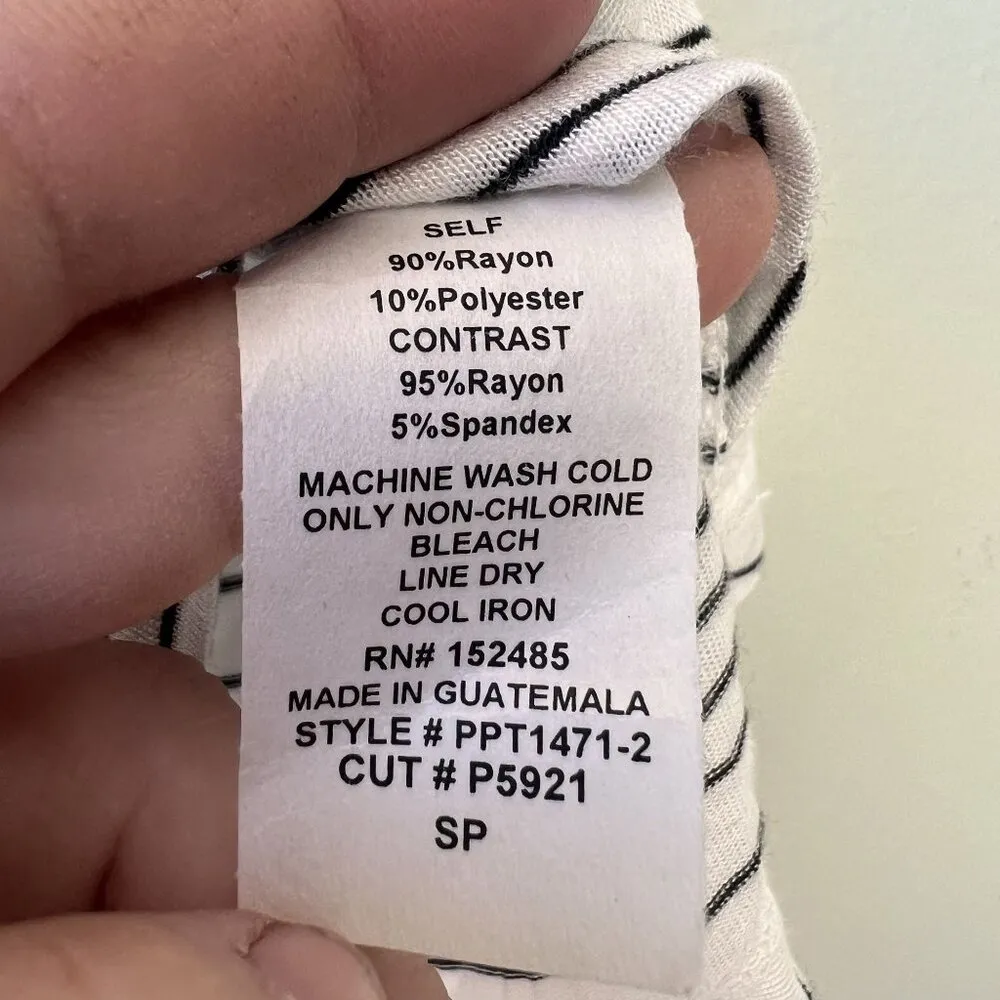 SELF
90%Rayon
10%Polyester
CONTRAST
95%Rayon
5%Spandex
MACHINE WASH COLD
ONLY NON-CHLORINE
BLEACH
LINE DRY
COOL IRON
RN# 152485
MADE IN GUATEMALA
STYLE # PPT1471-2
CUT # P5921
SP